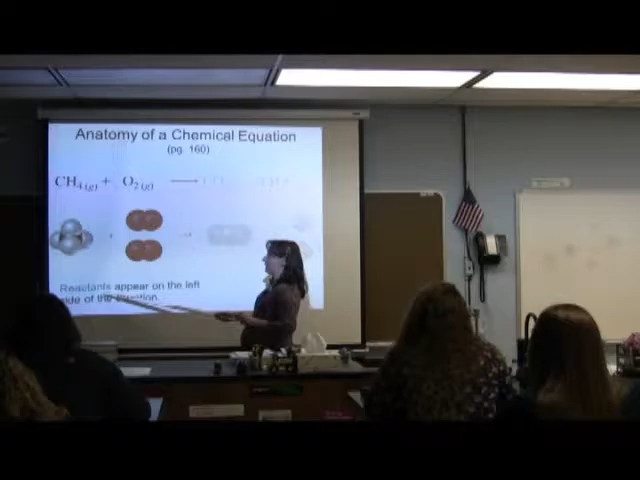 Anatomy of a Chemical Equation
(pg. 160)
CH4 (g) + O2 (g) →
Reactants appear on the left
side of the equation.